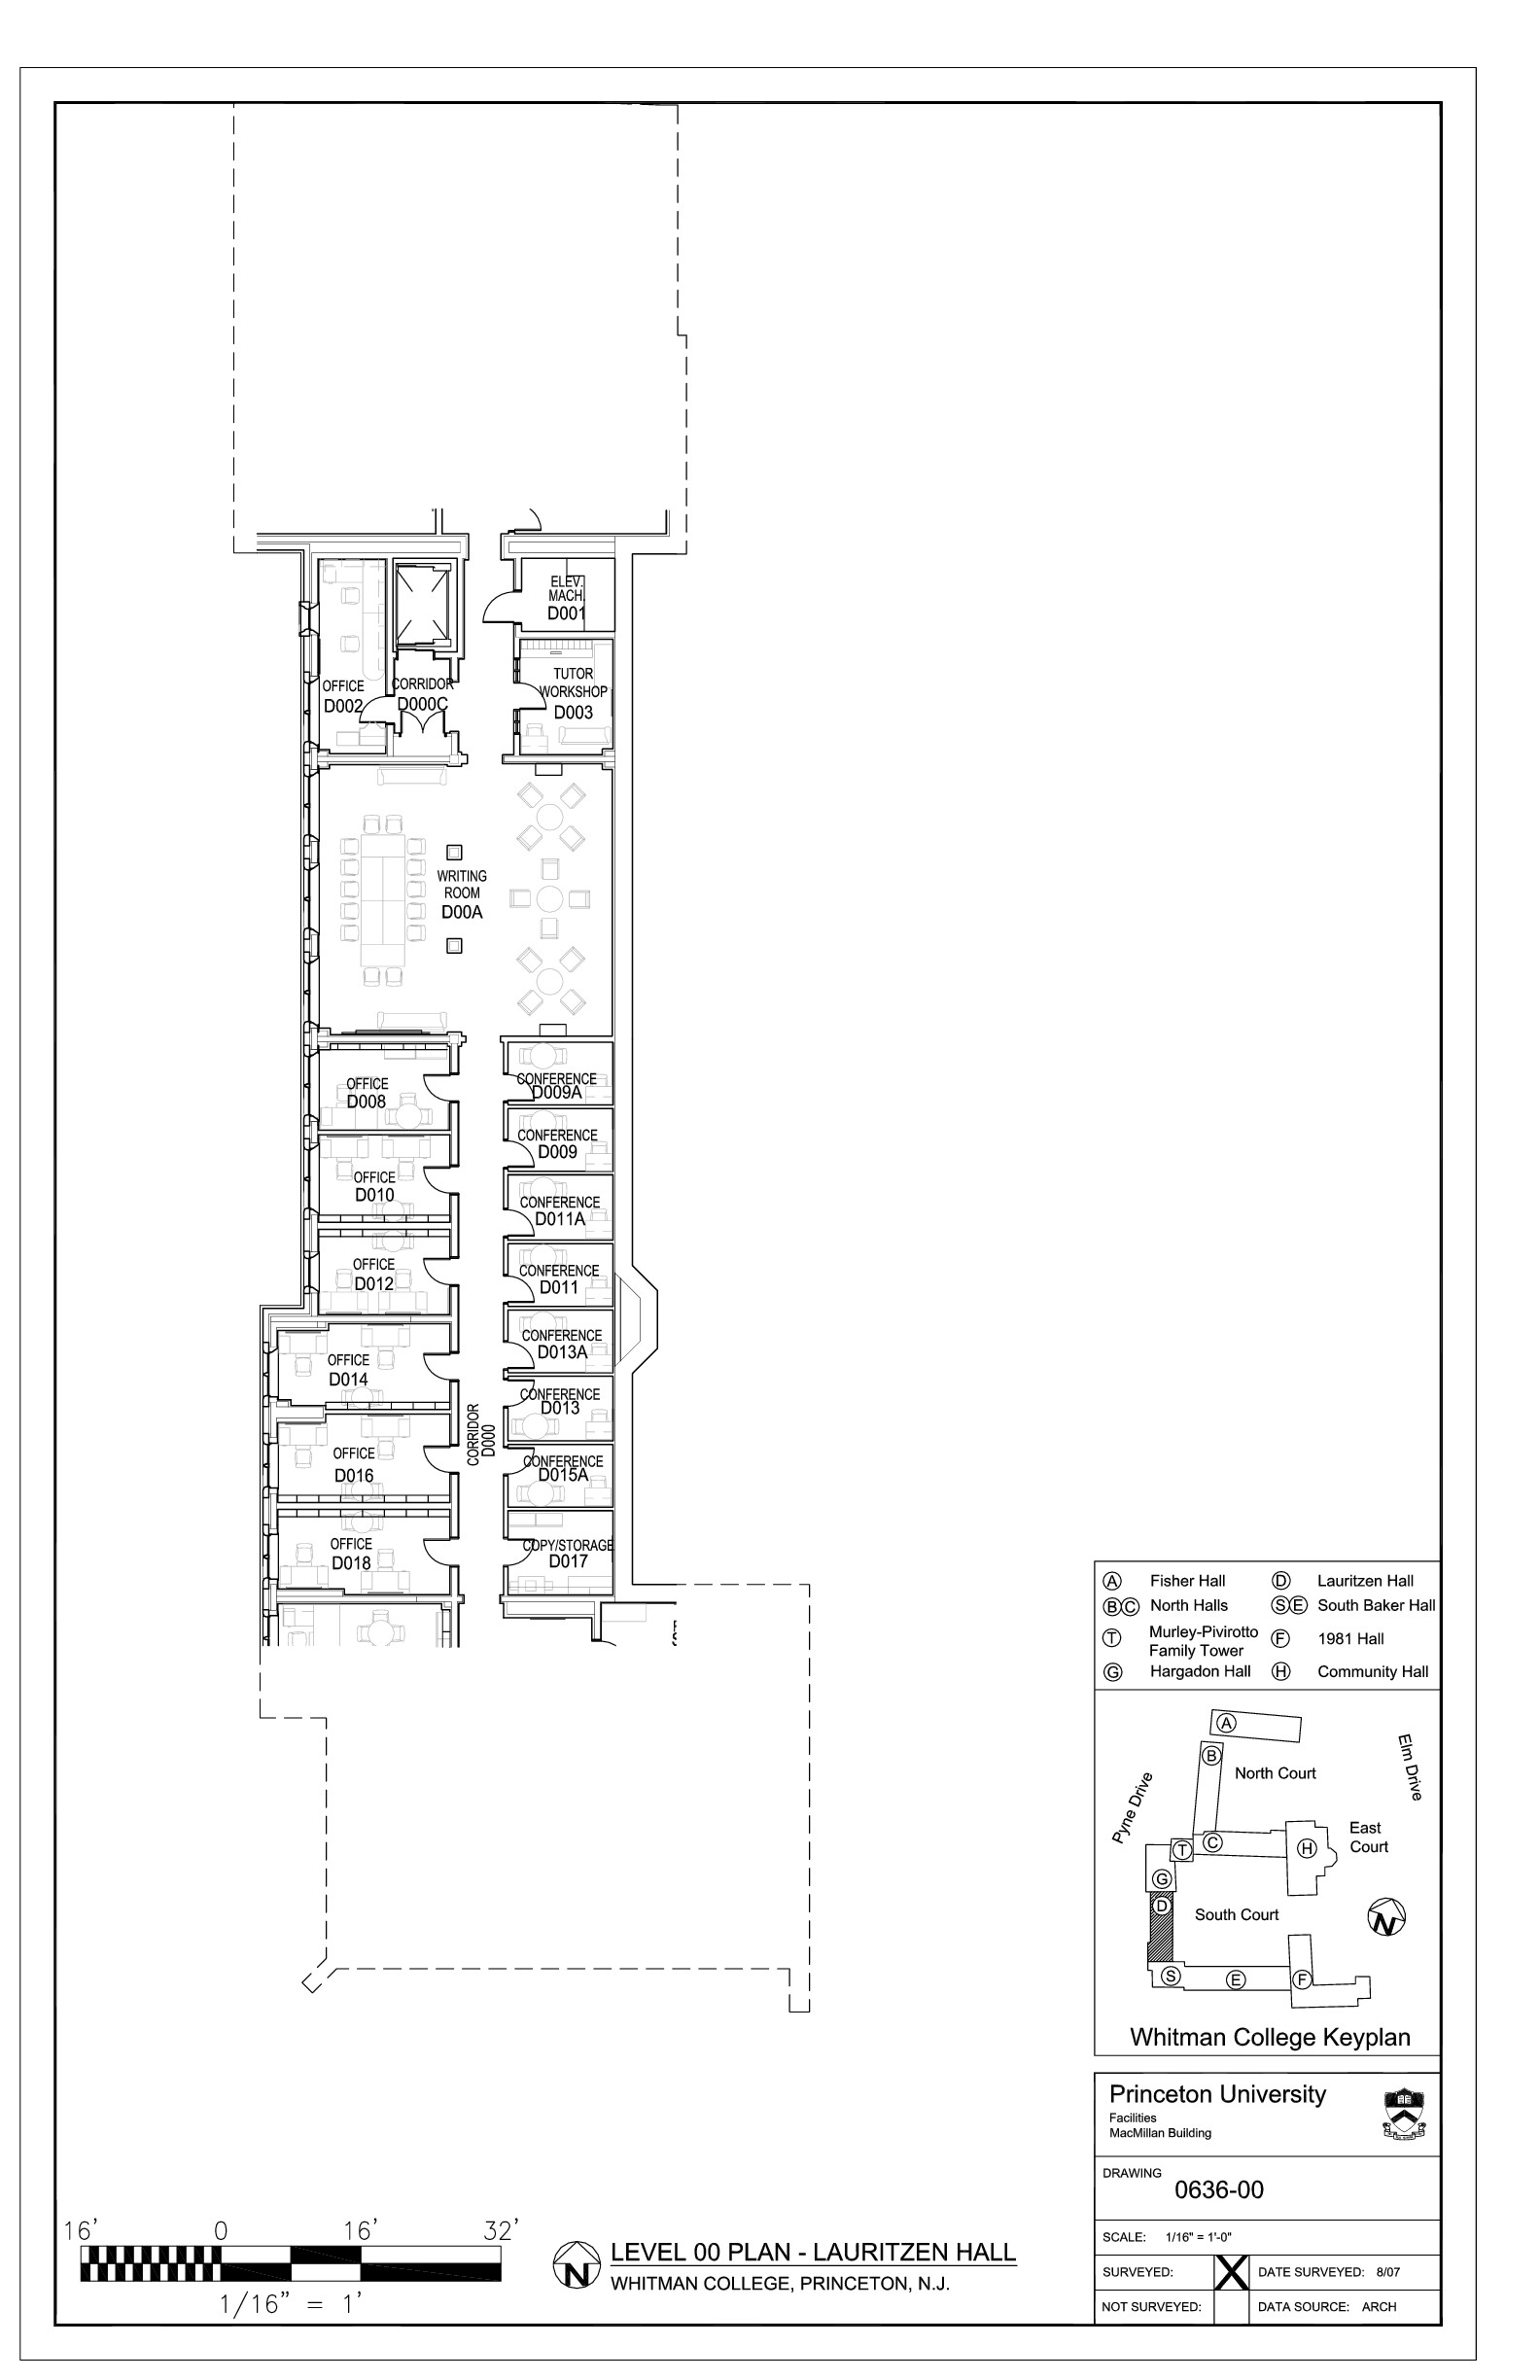 ELEV.
MACH.
D001
TUTOR
WORKSHOP
D003
OFFICE
D002
CORRIDOR
D000C
WRITING
ROOM
D00A
OFFICE
D008
CONFERENCE
D009A
CONFERENCE
D009
OFFICE
D010
CONFERENCE
D011A
OFFICE
D012
CONFERENCE
D011
CONFERENCE
D013A
OFFICE
D014
CONFERENCE
D013
CORRIDOR
D000
OFFICE
D016
CONFERENCE
D015A
OFFICE
D018
COPY/STORAGE
D017
A Fisher Hall
D Lauritzen Hall
B C North Halls
S E South Baker Hall
T Murley-Pivirotto
Family Tower
F 1981 Hall
G Hargadon Hall
H Community Hall
A
B
North Court
Elm Drive
Pyne Drive
T
C
H
East
Court
G
D
South Court
N
S
E
F
Whitman College Keyplan
Princeton University
Facilities
MacMillan Building
DRAWING
0636-00
SCALE: 1/16" = 1'-0"
SURVEYED: X
DATE SURVEYED: 8/07
NOT SURVEYED:
DATA SOURCE: ARCH
16' 0 16' 32'
1/16" = 1'
N
LEVEL 00 PLAN - LAURITZEN HALL
WHITMAN COLLEGE, PRINCETON, N.J.